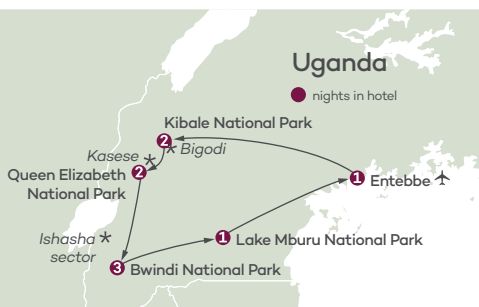 Uganda
nights in hotel
Kibale National Park
2
Bigodi
Kasese
Queen Elizabeth
National Park
2
1 Entebbe
Ishasha
sector
1 Lake Mburu National Park
3 Bwindi National Park